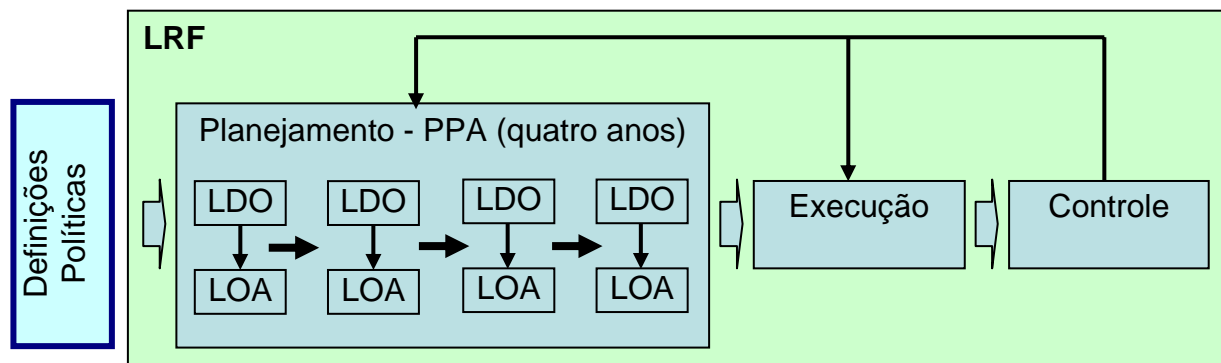 LRF
Definições
Políticas
Planejamento - PPA (quatro anos)
LDO
LDO
LDO
LDO
LOA
LOA
LOA
LOA
Execução
Controle